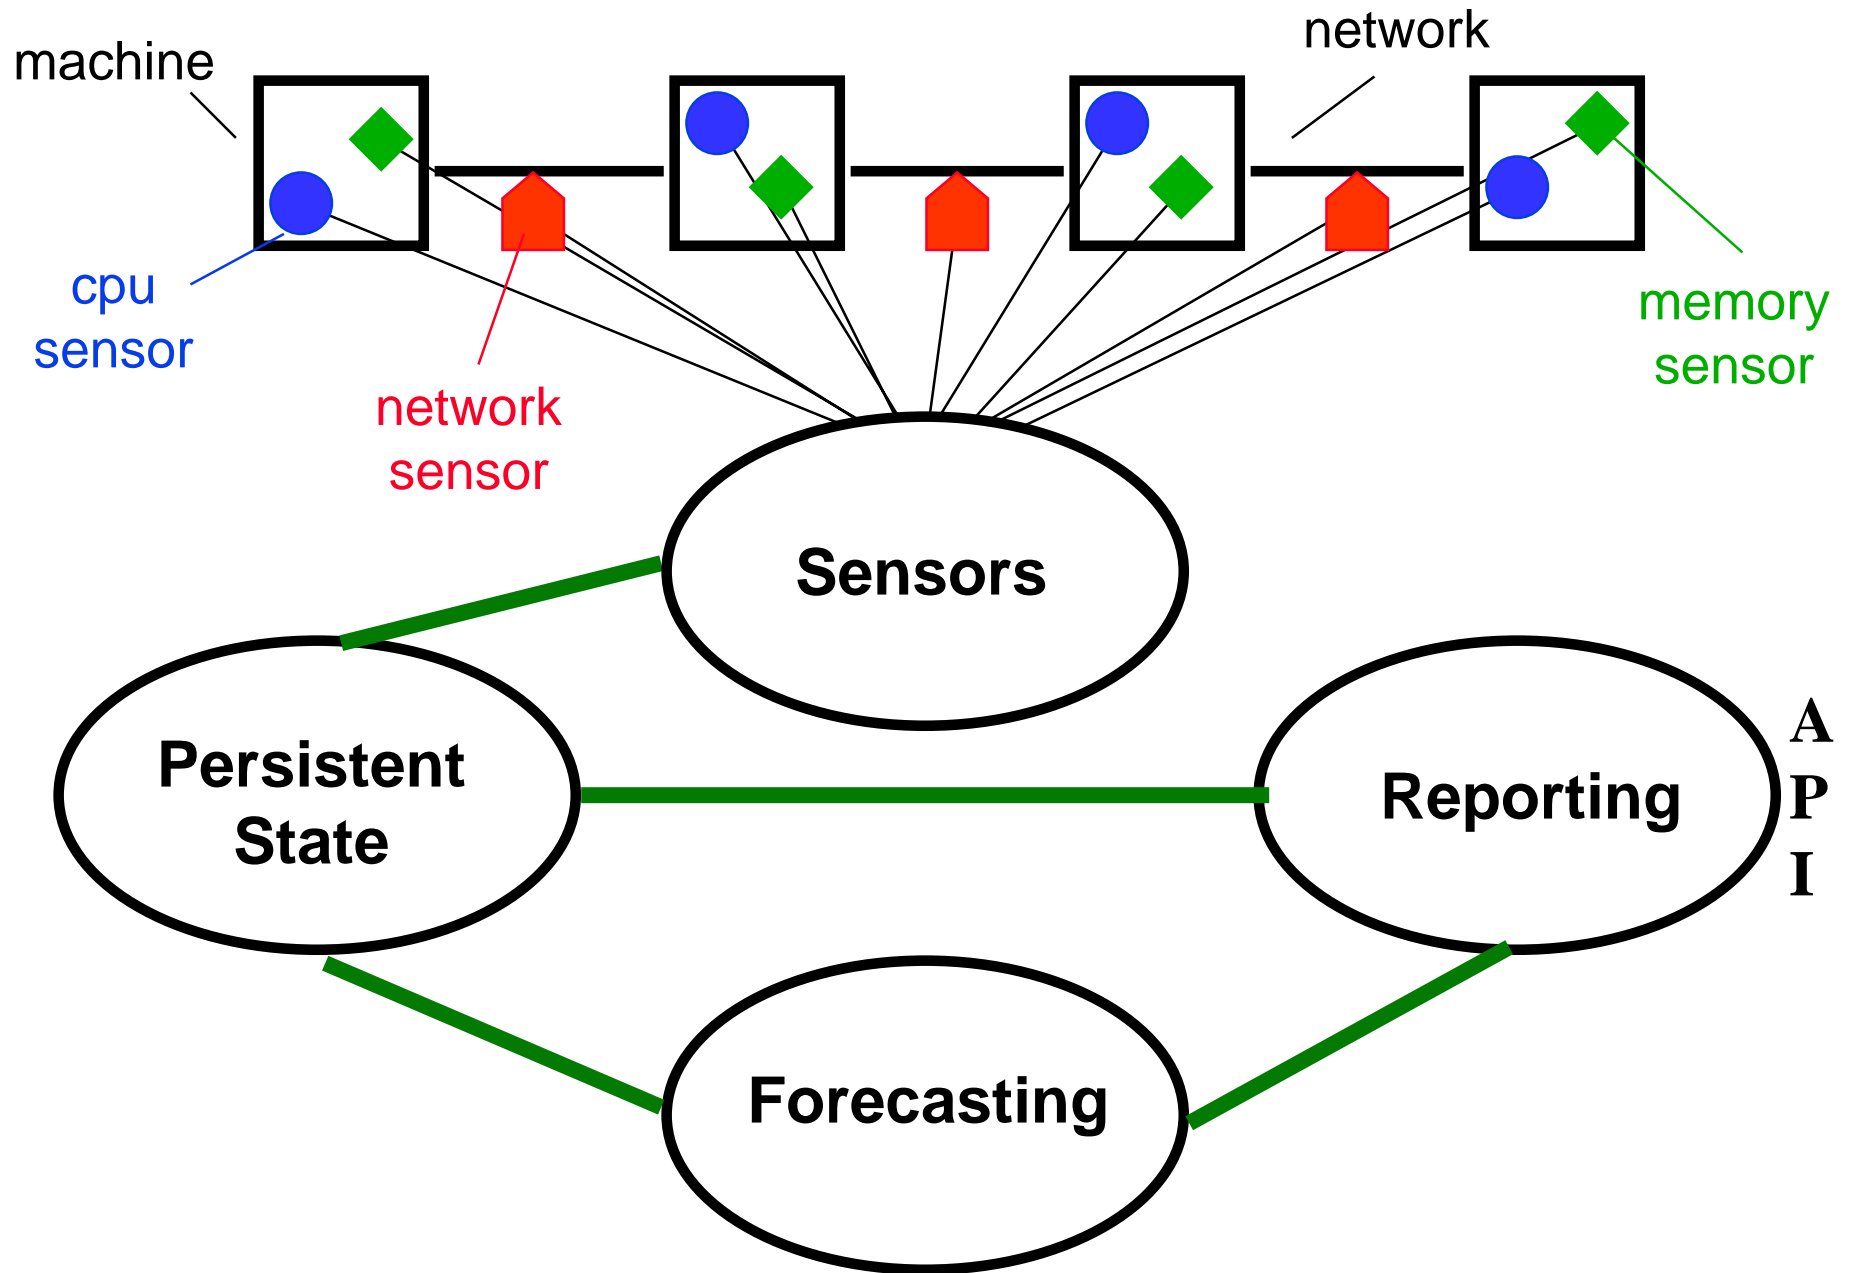 network
machine
cpu
sensor
memory
sensor
network
sensor
Sensors
Persistent
State
Reporting
A
P
I
Forecasting